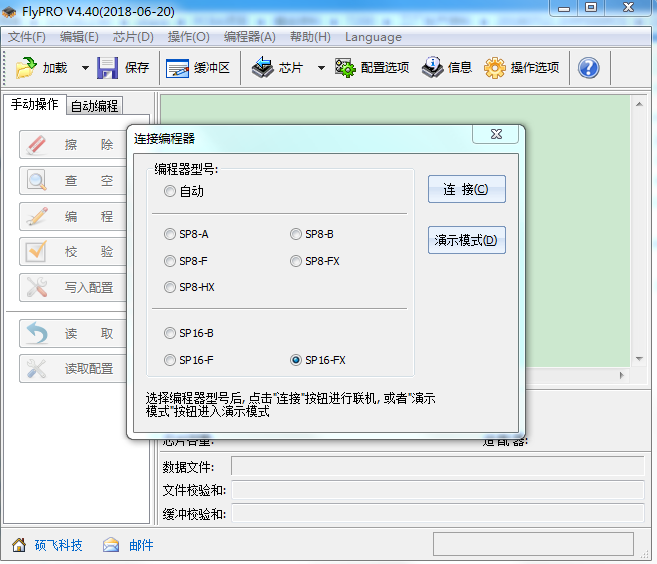 FlyPRO V4.40(2018-06-20)
文件(F) 编辑(E) 芯片(D) 操作(O) 编程器(A) 帮助(H) Language
加载 保存 缓冲区 芯片 配置选项 信息 操作选项
手动操作 自动编程
擦 除
查 空
编 程
校 验
写入配置
读 取
读取配置
连接编程器
编程器型号:
自动
SP8-A SP8-B
SP8-F SP8-FX
SP8-HX
SP16-B
SP16-F SP16-FX
连 接(C)
演示模式(D)
选择编程器型号后, 点击"连接"按钮进行联机, 或者"演示
模式"按钮进入演示模式
芯片容量: 适 配 器:
数据文件:
文件校验和:
缓冲校验和:
硕飞科技 邮件